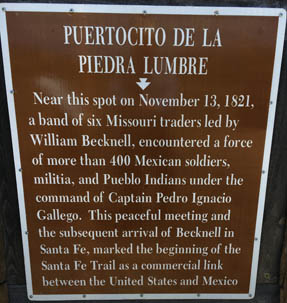 PUERTOCITO DE LA
PIEDRA LUMBRE
Near this spot on November 13, 1821,
a band of six Missouri traders led by
William Becknell, encountered a force
of more than 400 Mexican soldiers,
militia, and Pueblo Indians under the
command of Captain Pedro Ignacio
Gallego. This peaceful meeting and
the subsequent arrival of Becknell in
Santa Fe, marked the beginning of the
Santa Fe Trail as a commercial link
between the United States and Mexico